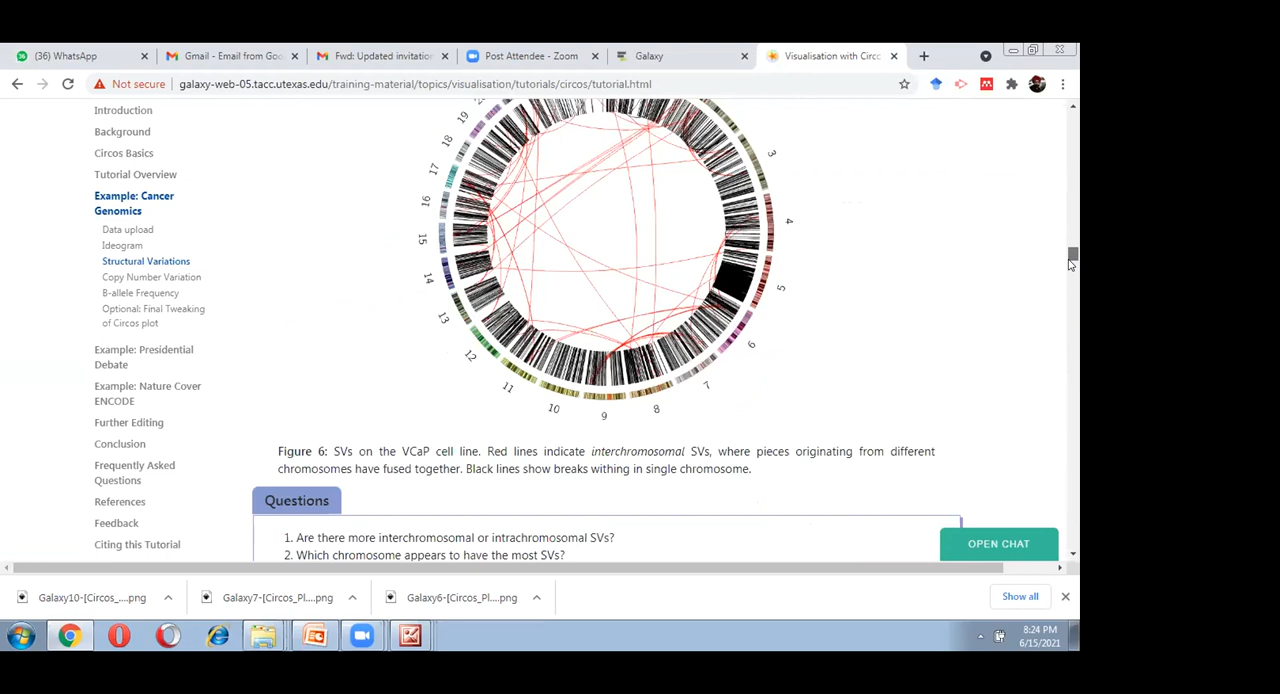 (36) WhatsApp
Gmail - Email from Goo
Fwd: Updated invitatio
Post Attendee - Zoom
Galaxy
Visualisation with Circo
Not secure
galaxy-web-05.tacc.utexas.edu/training-material/topics/visualisation/tutorials/circos/tutorial.html
Introduction
Background
Circos Basics
Tutorial Overview
Example: Cancer
Genomics
Data upload
Ideogram
Structural Variations
Copy Number Variation
B-allele Frequency
Optional: Final Tweaking
of Circos plot
Example: Presidential
Debate
Example: Nature Cover
ENCODE
Further Editing
Conclusion
Frequently Asked
Questions
References
Feedback
Citing this Tutorial
3
4
5
6
7
8
9
10
11
12
13
14
15
16
17
18
19
Figure 6: SVs on the VCaP cell line. Red lines indicate interchromosomal SVs, where pieces originating from different
chromosomes have fused together. Black lines show breaks withing in single chromosome.
Questions
1. Are there more interchromosomal or intrachromosomal SVs?
2. Which chromosome appears to have the most SVs?
OPEN CHAT
Galaxy10-[Circos_....png
Galaxy7-[Circos_Pl....png
Galaxy6-[Circos_Pl....png
Show all
8:24 PM
6/15/2021